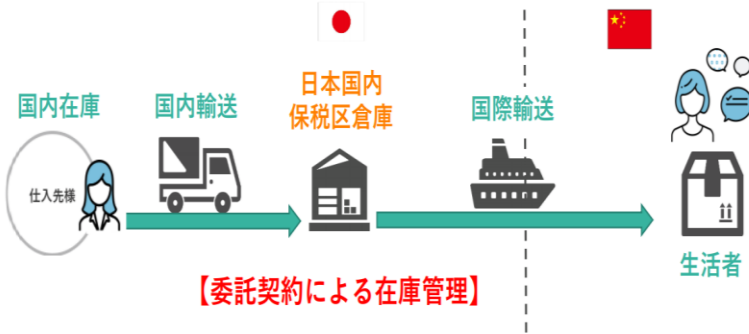 国内在庫
国内輸送
日本国内
保税区倉庫
国際輸送
仕入先様
生活者
【委託契約による在庫管理】